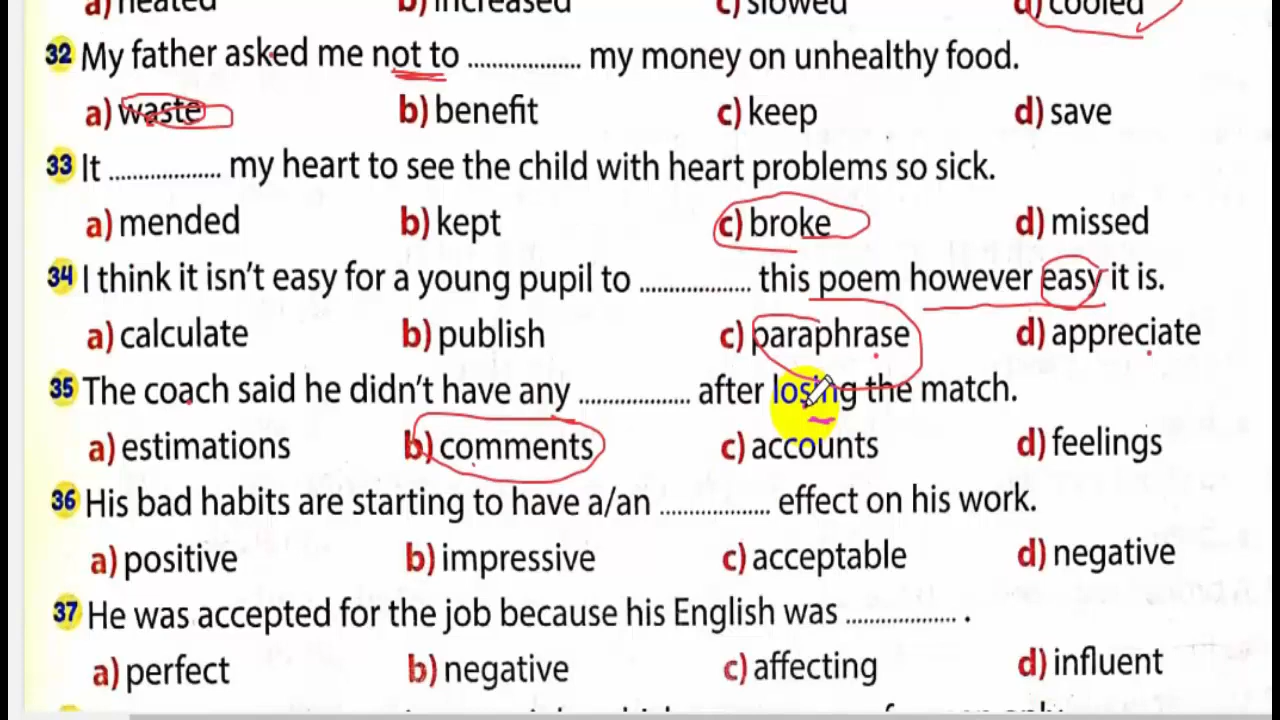 a) heated b) increased c) slowed d) cooled
32 My father asked me not to ................... my money on unhealthy food.
a) waste b) benefit c) keep d) save
33 It ................... my heart to see the child with heart problems so sick.
a) mended b) kept c) broke d) missed
34 I think it isn't easy for a young pupil to ................... this poem however easy it is.
a) calculate b) publish c) paraphrase d) appreciate
35 The coach said he didn't have any ................... after losing the match.
a) estimations b) comments c) accounts d) feelings
36 His bad habits are starting to have a/an ................... effect on his work.
a) positive b) impressive c) acceptable d) negative
37 He was accepted for the job because his English was ................... .
a) perfect b) negative c) affecting d) influent